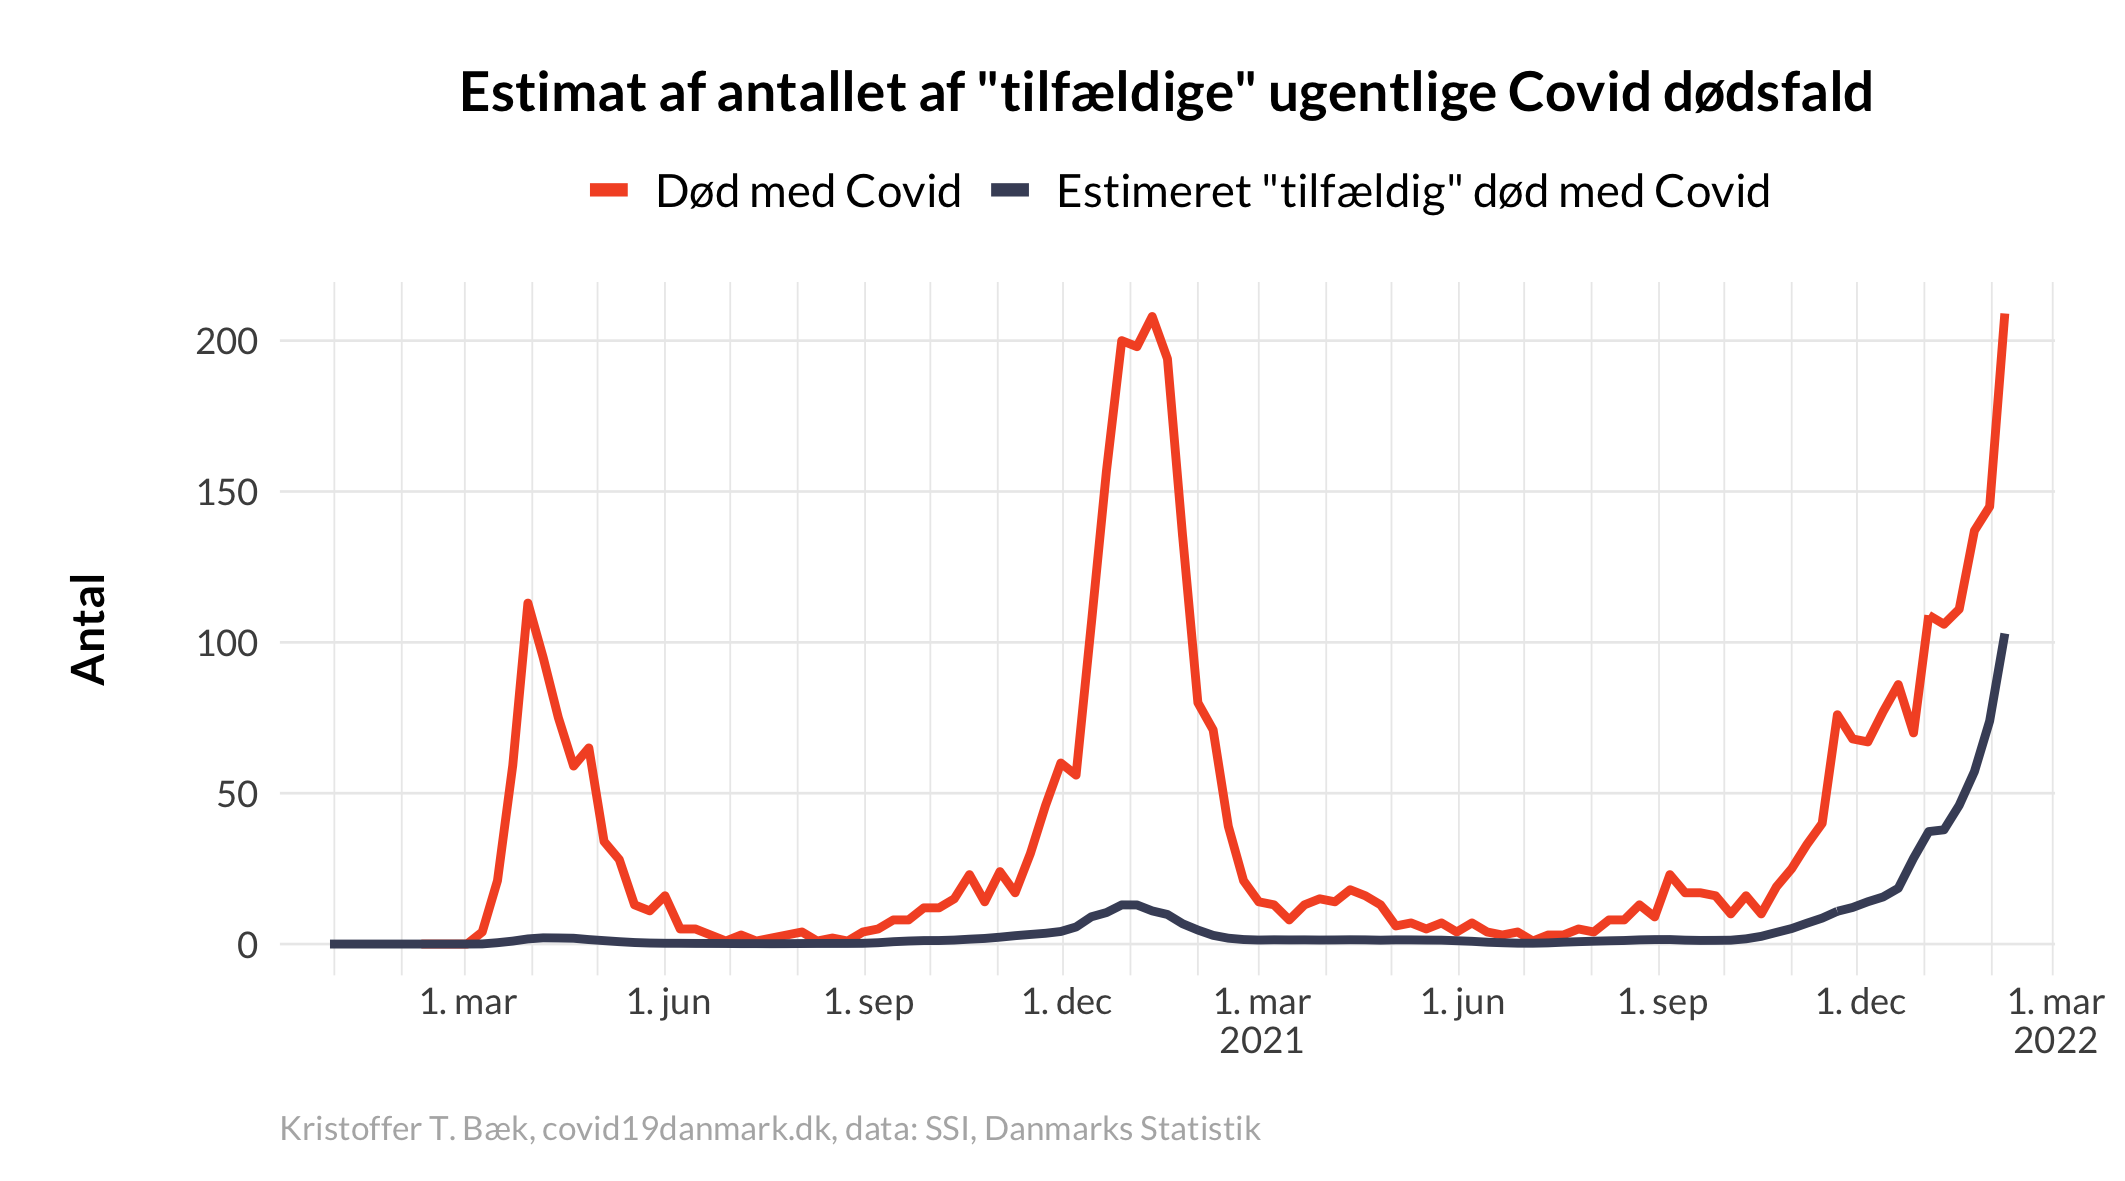 Estimat af antallet af "tilfældige" ugentlige Covid dødsfald
Død med Covid Estimeret "tilfældig" død med Covid
Antal
200
150
100
50
0
1. mar 1. jun 1. sep 1. dec 1. mar 1. jun 1. sep 1. dec 1. mar
2021 2022
Kristoffer T. Bæk, covid19danmark.dk, data: SSI, Danmarks Statistik